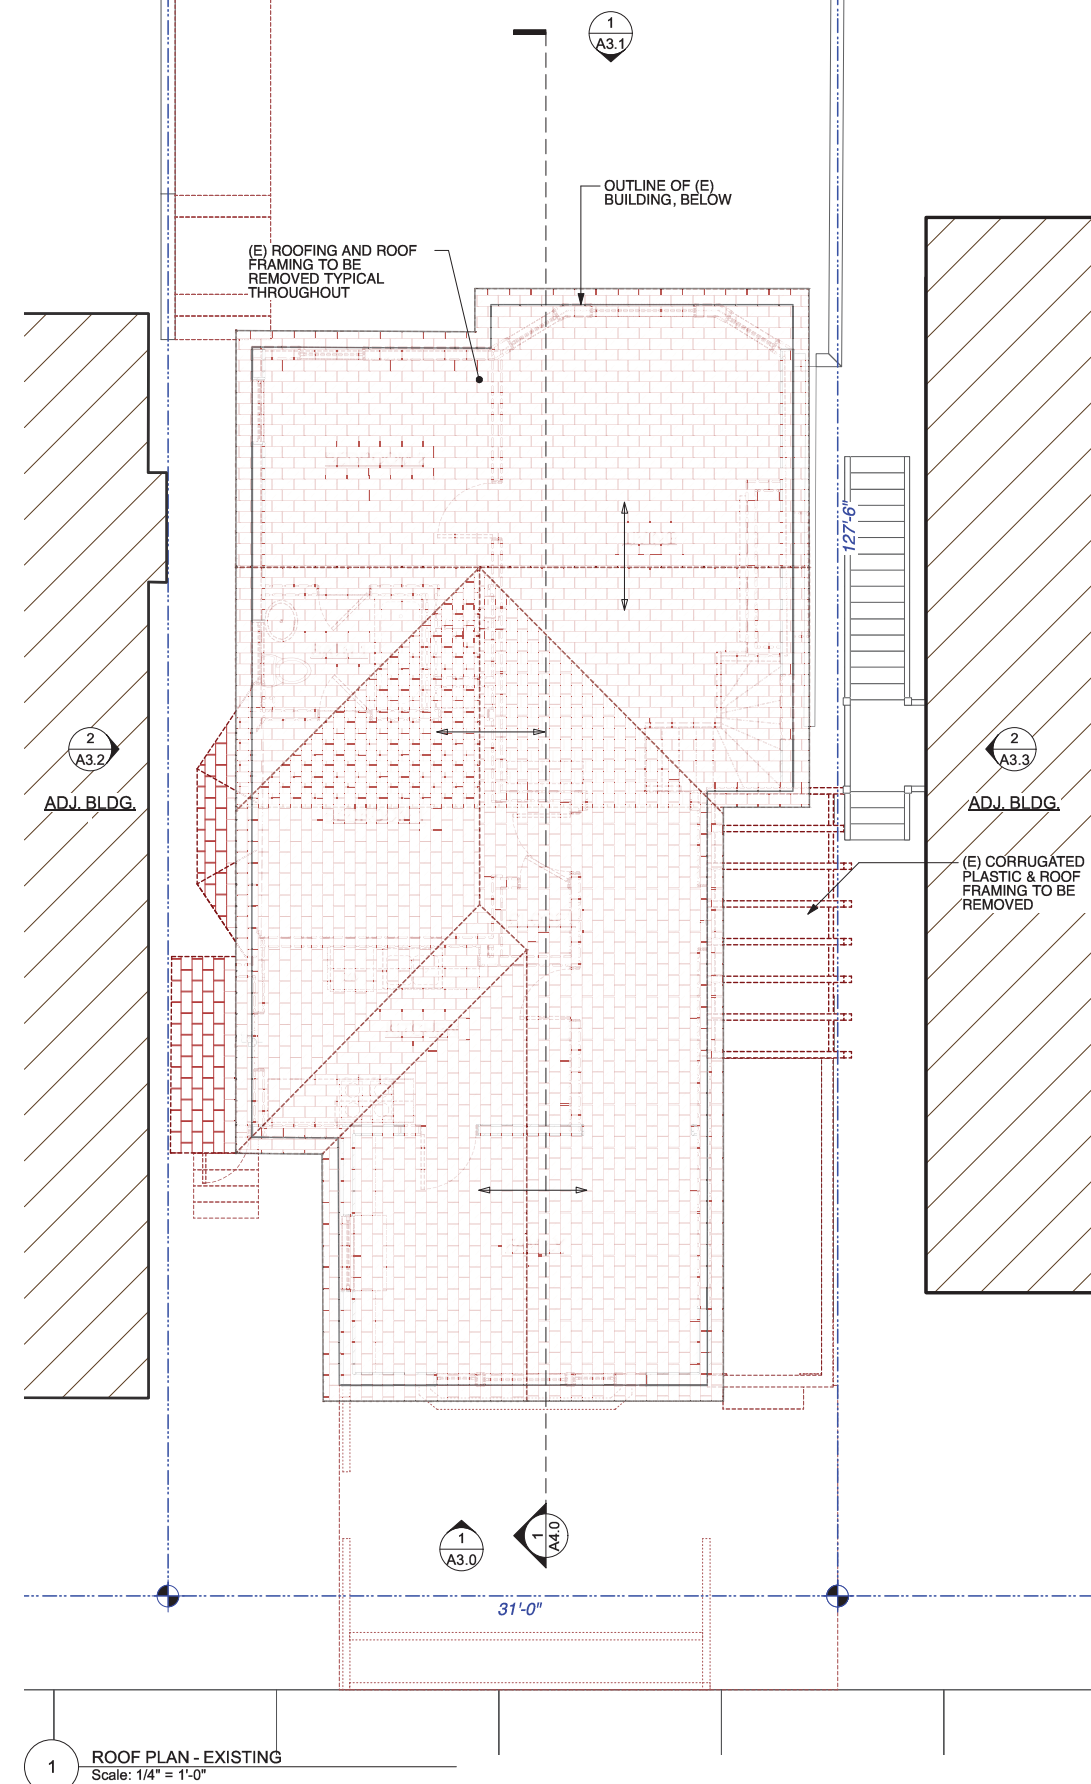 1
A3.1
OUTLINE OF (E)
BUILDING, BELOW
(E) ROOFING AND ROOF
FRAMING TO BE
REMOVED TYPICAL
THROUGHOUT
127'-6"
2
A3.2
ADJ. BLDG.
2
A3.3
ADJ. BLDG.
(E) CORRUGATED
PLASTIC & ROOF
FRAMING TO BE
REMOVED
1
A3.0
1
A4.0
31'-0"
1
ROOF PLAN - EXISTING
Scale: 1/4" = 1'-0"